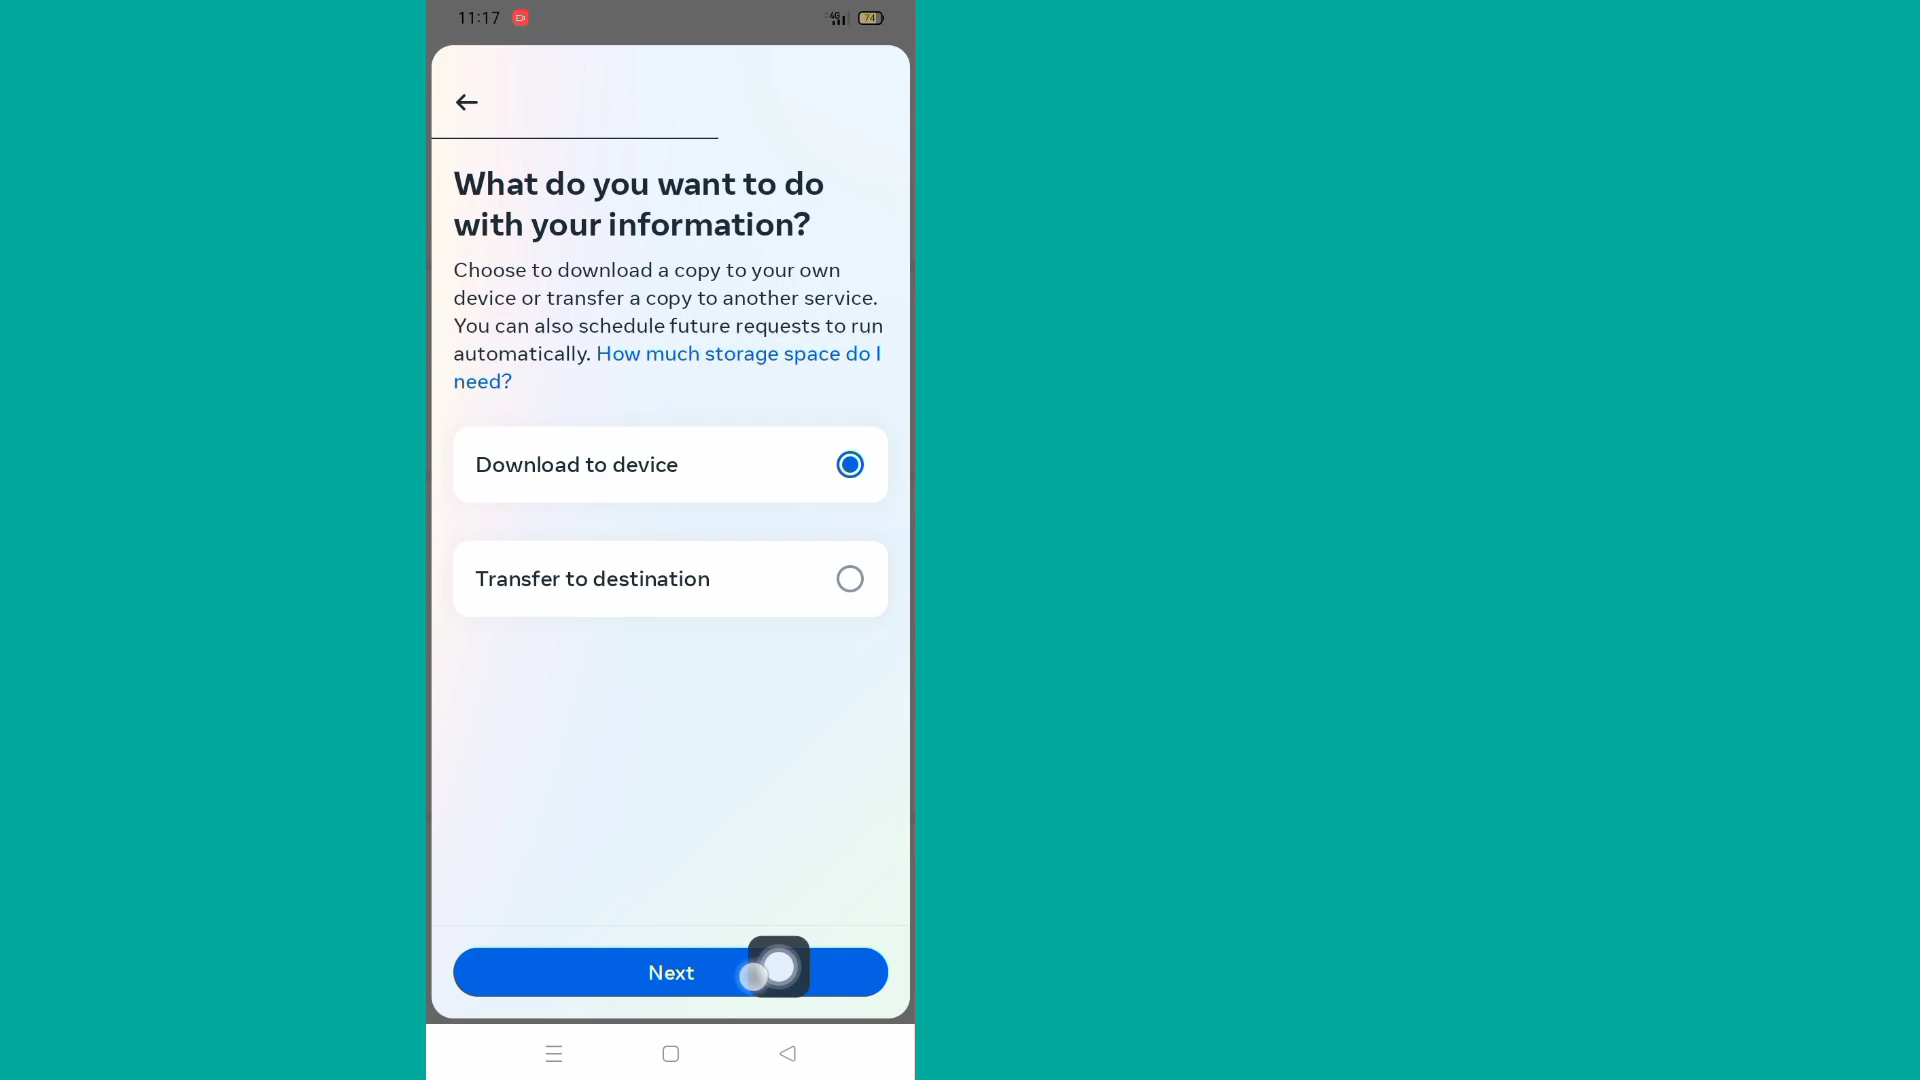 11:17
4G
74
What do you want to do
with your information?
Choose to download a copy to your own
device or transfer a copy to another service.
You can also schedule future requests to run
automatically. How much storage space do I
need?
Download to device
Transfer to destination
Next